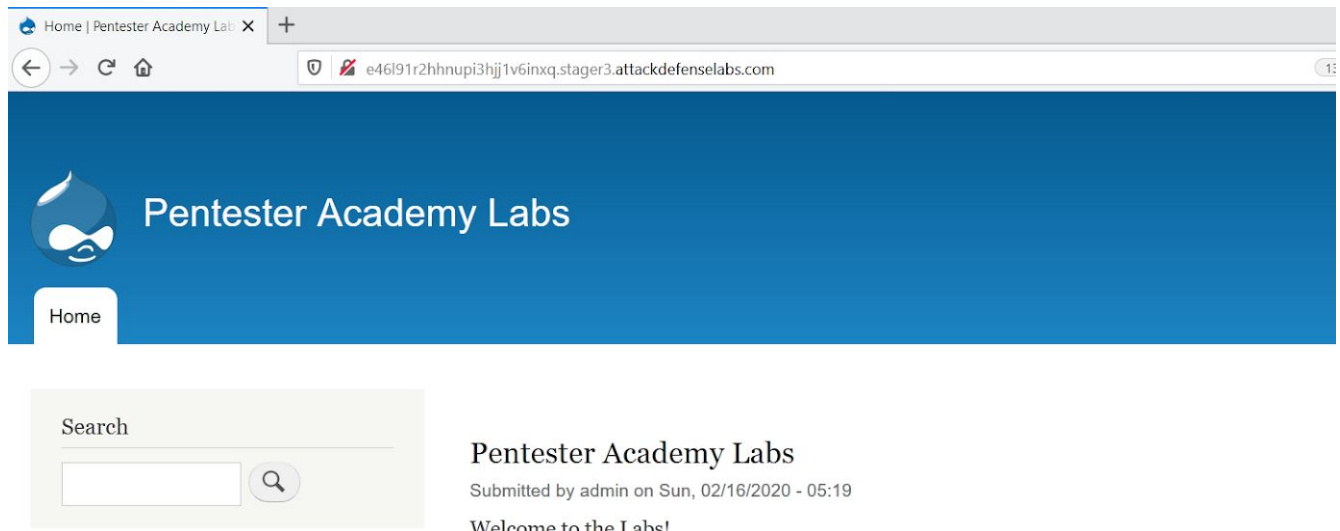 Home | Pentester Academy Lab
e46l91r2hhnupi3hjj1v6inxq.stager3.attackdefenselabs.com
13
Pentester Academy Labs
Home
Search
Pentester Academy Labs
Submitted by admin on Sun, 02/16/2020 - 05:19
Welcome to the Labs!